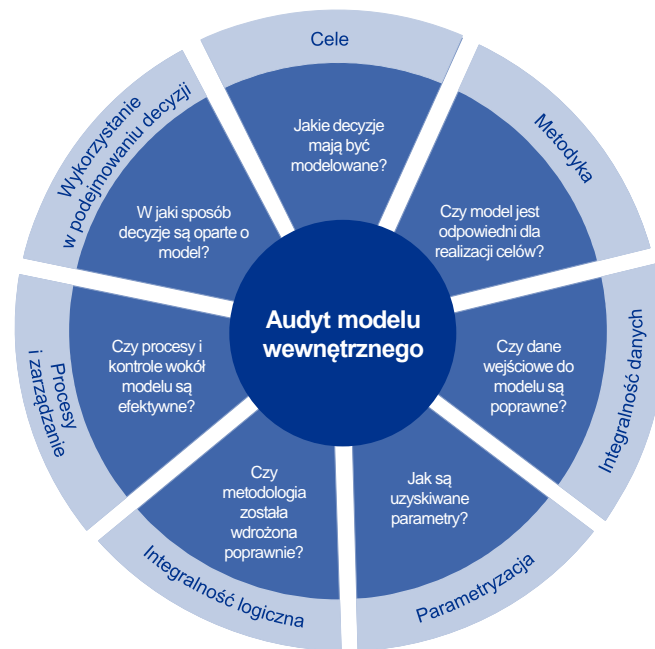 Cele
Jakie decyzje
mają być
modelowane?
Metodyka
Czy model jest
odpowiedni dla
realizacji celów?
Integralność danych
Czy dane
wejściowe do
modelu są
poprawne?
Parametryzacja
Jak są
uzyskiwane
parametry?
Integralność logiczna
Czy
metodologia
została
wdrożona
poprawnie?
Procesy
i zarządzanie
Czy procesy i
kontrole wokół
modelu są
efektywne?
Wykorzystanie
w podejmowaniu decyzji
W jaki sposób
decyzje są oparte o
model?
Audyt modelu
wewnętrznego